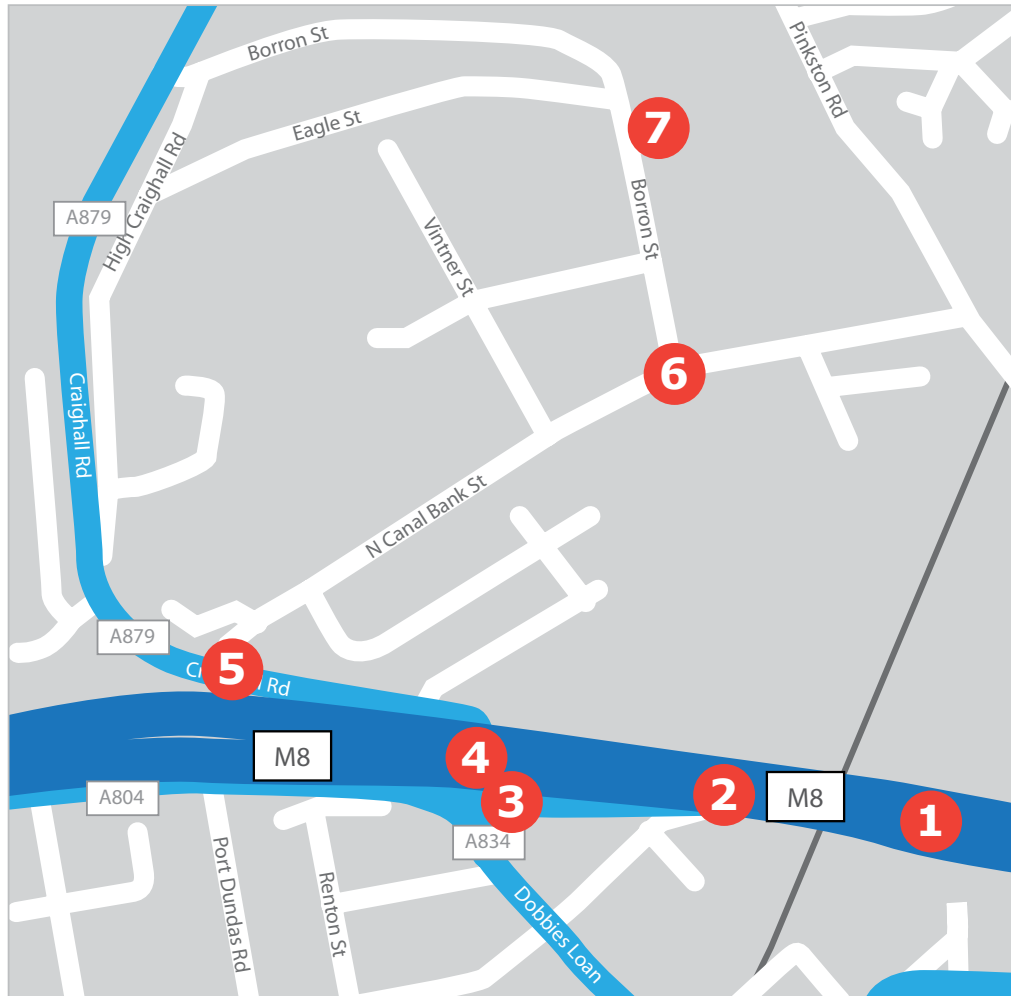 Borron St
Pinkston Rd
Eagle St
7
High Craighall Rd
A879
Borron St
Vintner St
6
Craighall Rd
N Canal Bank St
A879
5
Rd
4
M8
2
M8
A804
3
1
A834
Port Dundas Rd
Renton St
Dobbies Loan